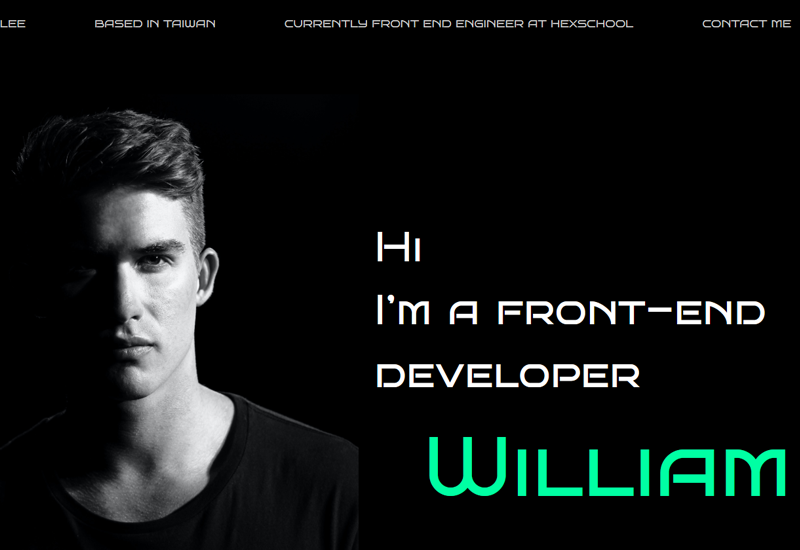 LEE BASED IN TAIWAN CURRENTLY FRONT END ENGINEER AT HEXSCHOOL CONTACT ME
Hi
I'm a front-end
developer
William